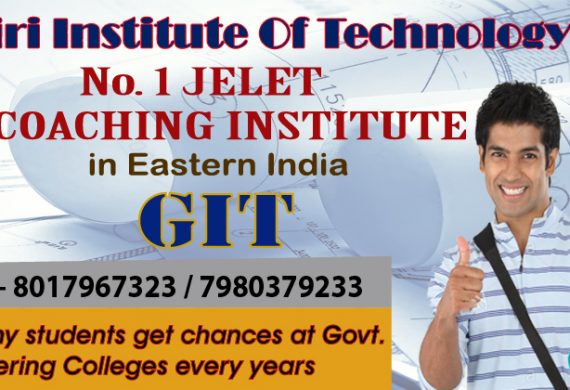 iri Institute Of Technology
No. 1 JELET
COACHING INSTITUTE
in Eastern India
GIT
- 8017967323 / 7980379233
ny students get chances at Govt.
ering Colleges every years